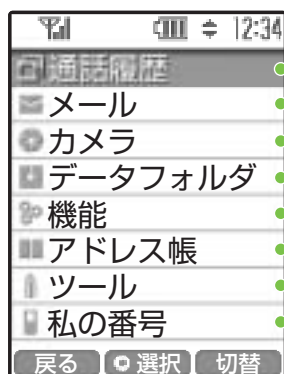 12:34
通話履歴
メール
カメラ
データフォルダ
機能
アドレス帳
ツール
私の番号
戻る 選択 切替